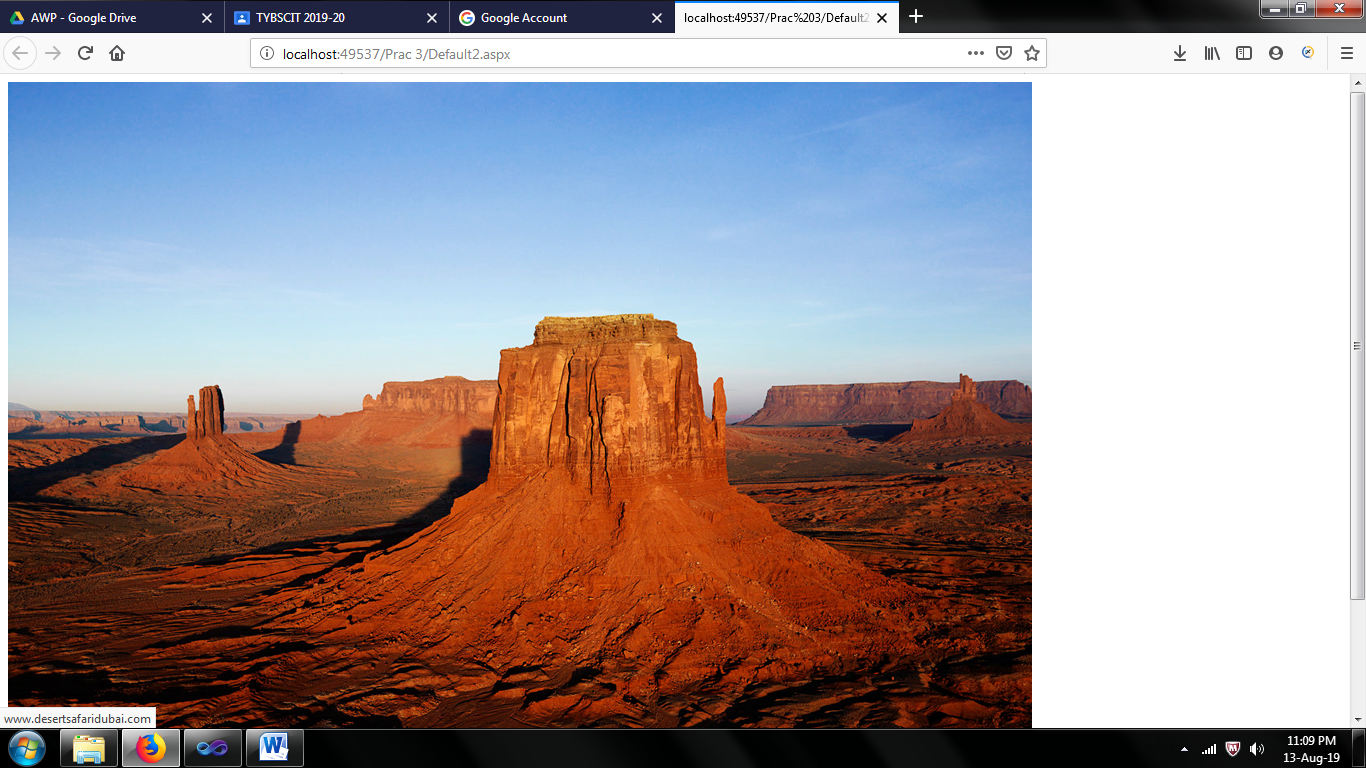 AWP - Google Drive
TYBSCIT 2019-20
Google Account
localhost:49537/Prac%203/Default2
localhost:49537/Prac 3/Default2.aspx
www.desertsafaridubai.com
11:09 PM
13-Aug-19